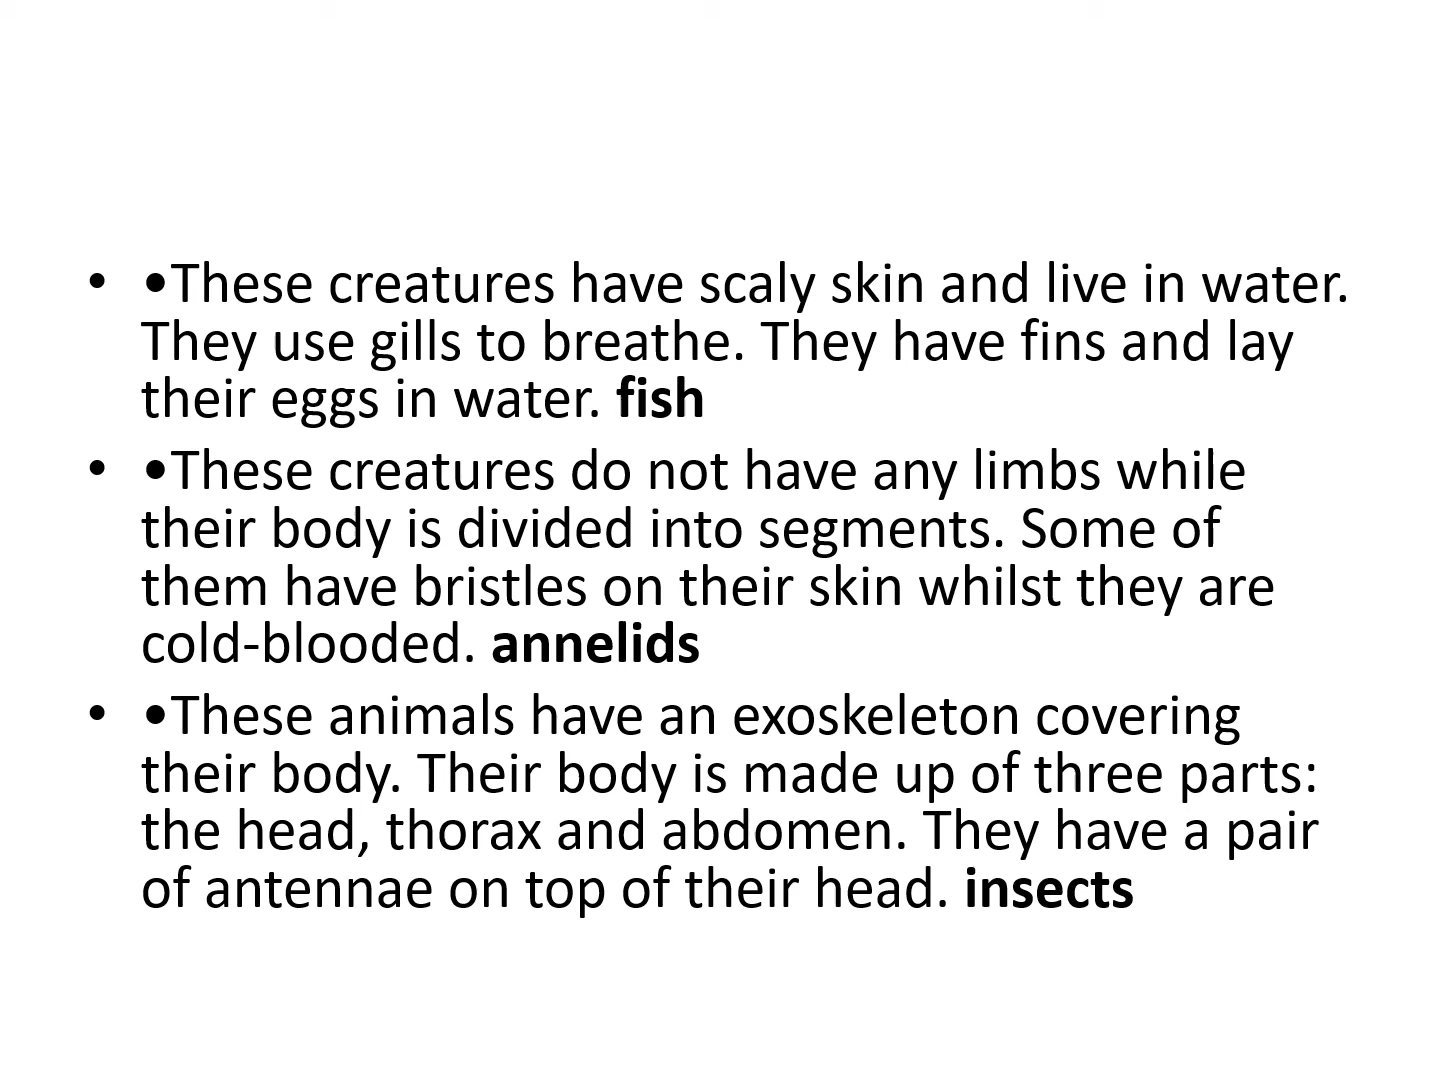 • •These creatures have scaly skin and live in water.
They use gills to breathe. They have fins and lay
their eggs in water. fish
• •These creatures do not have any limbs while
their body is divided into segments. Some of
them have bristles on their skin whilst they are
cold-blooded. annelids
• •These animals have an exoskeleton covering
their body. Their body is made up of three parts:
the head, thorax and abdomen. They have a pair
of antennae on top of their head. insects